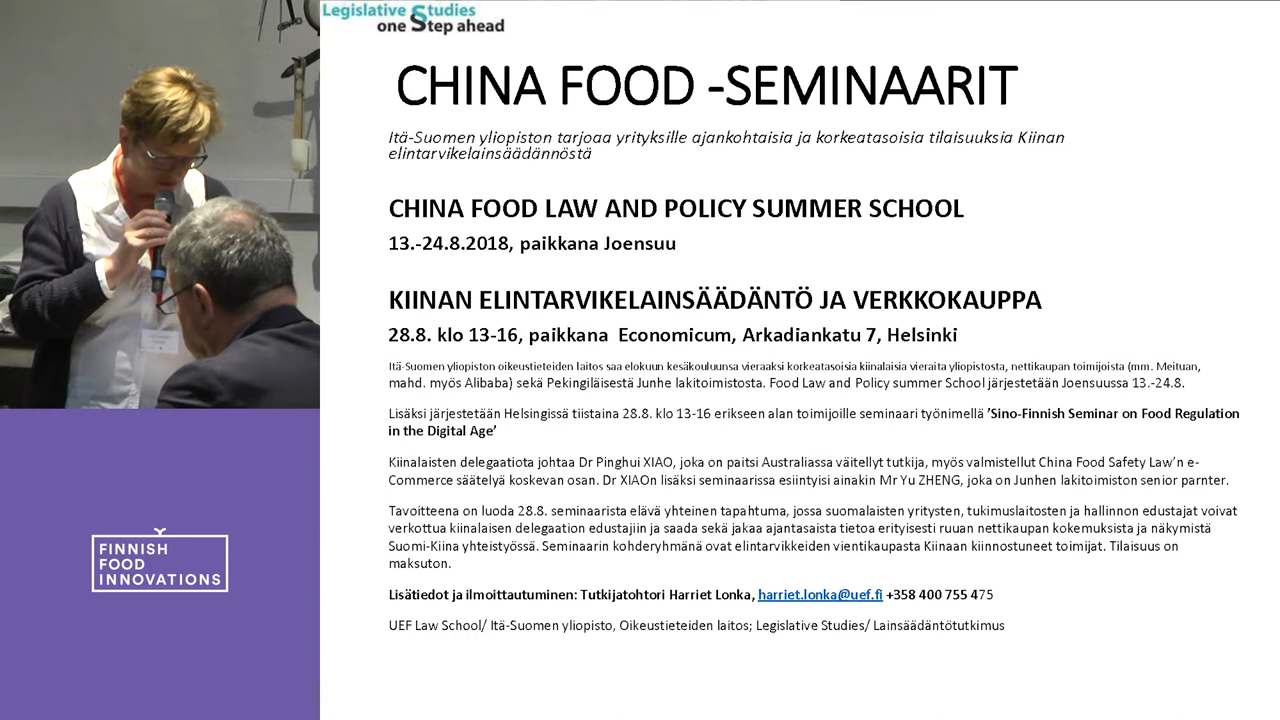 Legislative Studies
one Step ahead
CHINA FOOD -SEMINAARIT
Itä-Suomen yliopiston tarjoaa yrityksille ajankohtaisia ja korkeatasoisia tilaisuuksia Kiinan
elintarvikelainsäädännöstä
CHINA FOOD LAW AND POLICY SUMMER SCHOOL
13.-24.8.2018, paikkana Joensuu
KIINAN ELINTARVIKELAINSÄÄDÄNTÖ JA VERKKOKAUPPA
28.8. klo 13-16, paikkana Economicum, Arkadiankatu 7, Helsinki
Itä-Suomen yliopiston oikeustieteiden laitos saa elokuun kesäkouluunsa vieraaksi korkeatasoisia kiinalaisia vieraita yliopistosta, nettikaupan toimijoista (mm. Meituan,
mahd. myös Alibaba) sekä Pekingiläisestä Junhe lakitoimistosta. Food Law and Policy summer School järjestetään Joensuussa 13.-24.8.
Lisäksi järjestetään Helsingissä tiistaina 28.8. klo 13-16 erikseen alan toimijoille seminaari työnimellä ’Sino-Finnish Seminar on Food Regulation
in the Digital Age’
Kiinalaisten delegaatiota johtaa Dr Pinghui XIAO, joka on paitsi Australiassa väitellyt tutkija, myös valmistellut China Food Safety Law’n e-
Commerce säätelyä koskevan osan. Dr XIAOn lisäksi seminaarissa esiintyisi ainakin Mr Yu ZHENG, joka on Junhen lakitoimiston senior parnter.
Tavoitteena on luoda 28.8. seminaarista elävä yhteinen tapahtuma, jossa suomalaisten yritysten, tukimuslaitosten ja hallinnon edustajat voivat
verkottua kiinalaisen delegaation edustajiin ja saada sekä jakaa ajantasaista tietoa erityisesti ruuan nettikaupan kokemuksista ja näkymistä
Suomi-Kiina yhteistyössä. Seminaarin kohderyhmänä ovat elintarvikkeiden vientikaupasta Kiinaan kiinnostuneet toimijat. Tilaisuus on
maksuton.
Lisätiedot ja ilmoittautuminen: Tutkijatohtori Harriet Lonka, harriet.lonka@uef.fi +358 400 755 475
UEF Law School/ Itä-Suomen yliopisto, Oikeustieteiden laitos; Legislative Studies/ Lainsäädäntötutkimus
FINNISH
FOOD
INNOVATIONS